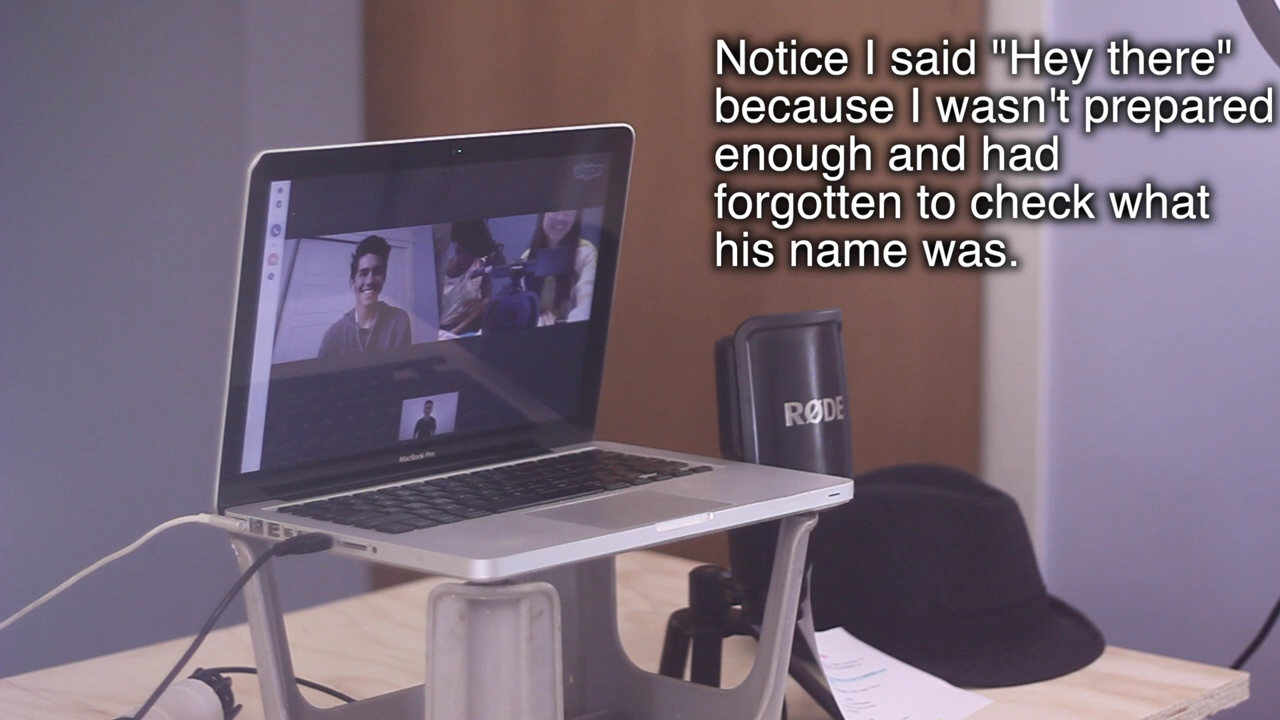 Notice I said "Hey there"
because I wasn't prepared
enough and had
forgotten to check what
his name was.
RØDE
MacBook Pro